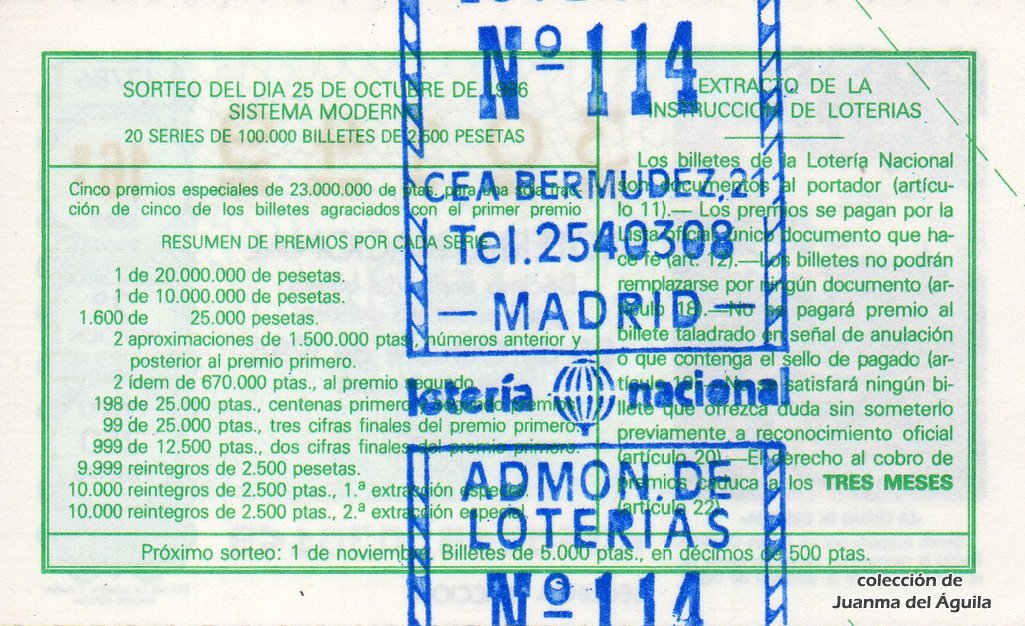 SORTEO DEL DIA 25 DE OCTUBRE DE 1986
SISTEMA MODERNO
20 SERIES DE 100.000 BILLETES DE 2.500 PESETAS
Cinco premios especiales de 23.000.000 de ptas. para una sola frac-
ción de cinco de los billetes agraciados con el primer premio
RESUMEN DE PREMIOS POR CADA SERIE
1 de 20.000.000 de pesetas.
1 de 10.000.000 de pesetas.
1.600 de 25.000 pesetas.
2 aproximaciones de 1.500.000 ptas., números anterior y
posterior al premio primero.
2 ídem de 670.000 ptas., al premio segundo.
198 de 25.000 ptas., centenas primero y segundo premios.
99 de 25.000 ptas., tres cifras finales del premio primero.
999 de 12.500 ptas., dos cifras finales del premio primero.
9.999 reintegros de 2.500 pesetas.
10.000 reintegros de 2.500 ptas., 1.ª extracción especial.
10.000 reintegros de 2.500 ptas., 2.ª extracción especial.
EXTRACTO DE LA
INSTRUCCION DE LOTERIAS
Los billetes de la Lotería Nacional
son documentos al portador (artícu-
lo 11).— Los premios se pagan por la
Lista oficial, único documento que ha-
ce fe (art. 12).—Los billetes no podrán
remplazarse por ningún documento (ar-
tículo 18).—No se pagará premio al
billete taladrado en señal de anulación
o que contenga el sello de pagado (ar-
tículo 19).—No se satisfará ningún bi-
llete que ofrezca duda sin someterlo
previamente a reconocimiento oficial
(artículo 20).—El derecho al cobro de
premios caduca a los TRES MESES
(artículo 22).
Próximo sorteo: 1 de noviembre. Billetes de 5.000 ptas., en décimos de 500 ptas.
Nº 114
CEA BERMUDEZ, 21
Tel. 2540308
— MADRID —
lotería nacional
ADMON. DE
LOTERIAS
Nº 114
colección de
Juanma del Águila